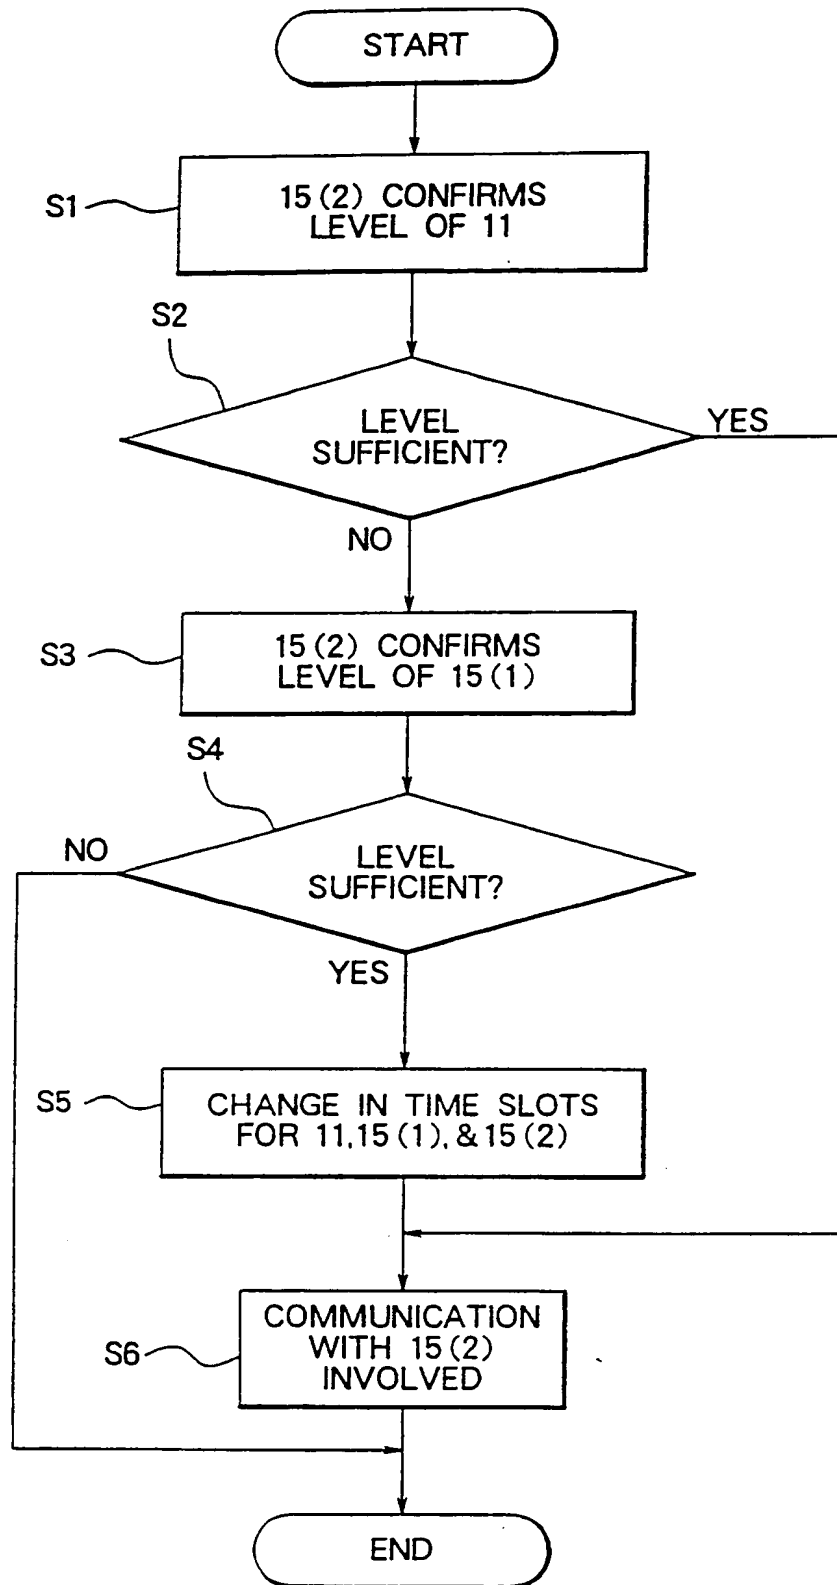 START
S1
15(2) CONFIRMS
LEVEL OF 11
S2
LEVEL
SUFFICIENT?
YES
NO
S3
15(2) CONFIRMS
LEVEL OF 15(1)
S4
NO
LEVEL
SUFFICIENT?
YES
S5
CHANGE IN TIME SLOTS
FOR 11,15(1),&15(2)
S6
COMMUNICATION
WITH 15(2)
INVOLVED
END